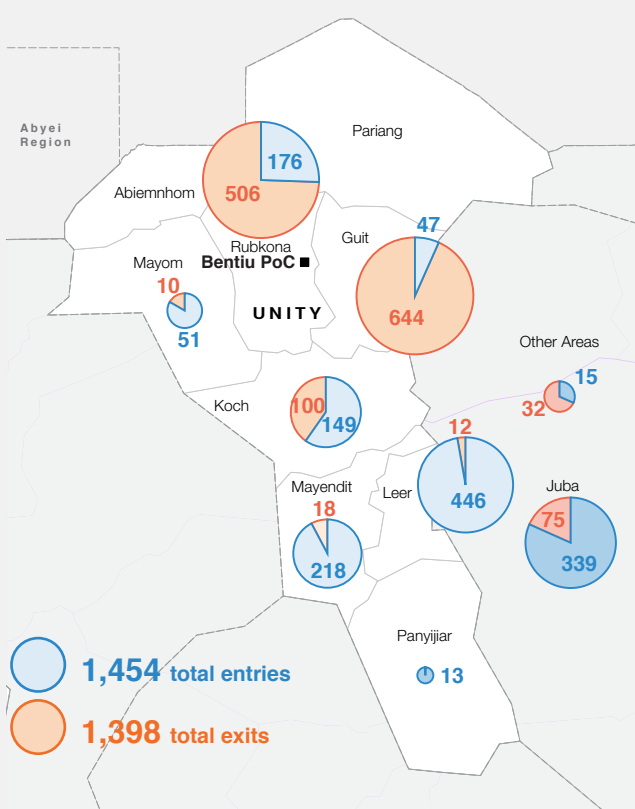 Abyei
Region
Pariang
176
506
Abiemnhom
47
Guit
Rubkona
Mayom
Bentiu PoC
10
51
UNITY
644
Other Areas
15
32
Koch
100
149
12
Leer
446
Mayendit
18
218
Juba
75
339
Panyijiar
13
1,454 total entries
1,398 total exits